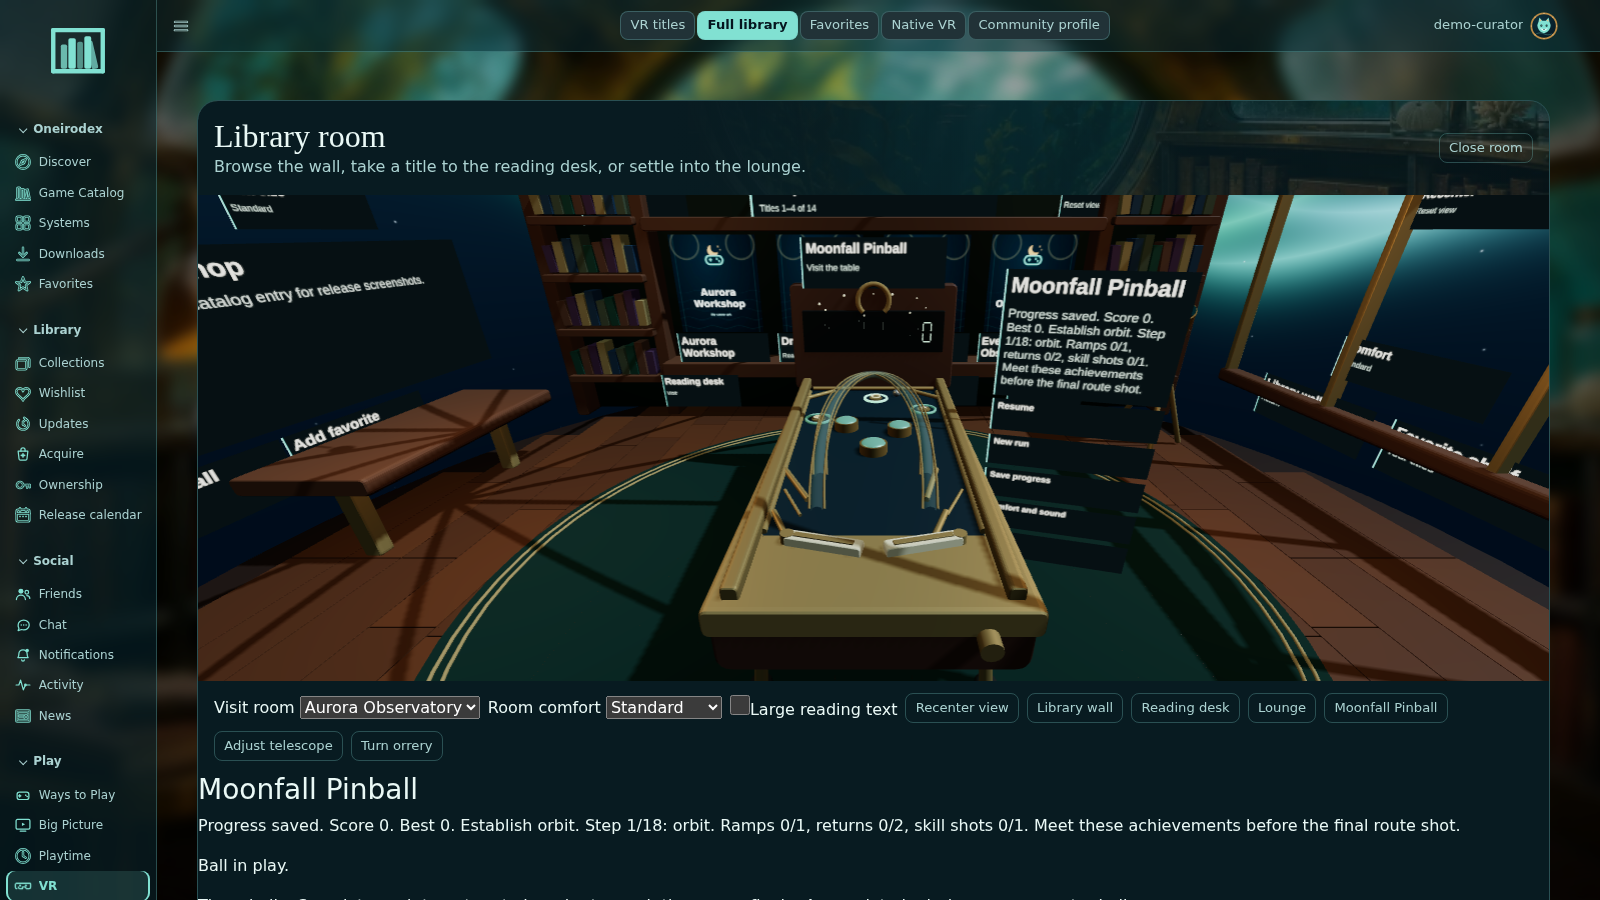 VR titles
Full library
Favorites
Native VR
Community profile
demo-curator
Oneirodex
Discover
Game Catalog
Systems
Downloads
Favorites
Library
Collections
Wishlist
Updates
Acquire
Ownership
Release calendar
Social
Friends
Chat
Notifications
Activity
News
Play
Ways to Play
Big Picture
Playtime
VR
Library room
Browse the wall, take a title to the reading desk, or settle into the lounge.
Close room
Standard
Titles 1–4 of 14
Reset view
Reset view
catalog entry for release screenshots.
Add favorite
Aurora
Workshop
Aurora
Workshop
Reading desk
Moonfall Pinball
Visit the table
0
Moonfall Pinball
Progress saved. Score 0.
Best 0. Establish orbit. Step
1/18: orbit. Ramps 0/1,
returns 0/2, skill shots 0/1.
Meet these achievements
before the final route shot.
Resume
New run
Save progress
and sound
Visit room
Aurora Observatory
Room comfort
Standard
Large reading text
Recenter view
Library wall
Reading desk
Lounge
Moonfall Pinball
Adjust telescope
Turn orrery
Moonfall Pinball
Progress saved. Score 0. Best 0. Establish orbit. Step 1/18: orbit. Ramps 0/1, returns 0/2, skill shots 0/1. Meet these achievements before the final route shot.
Ball in play.